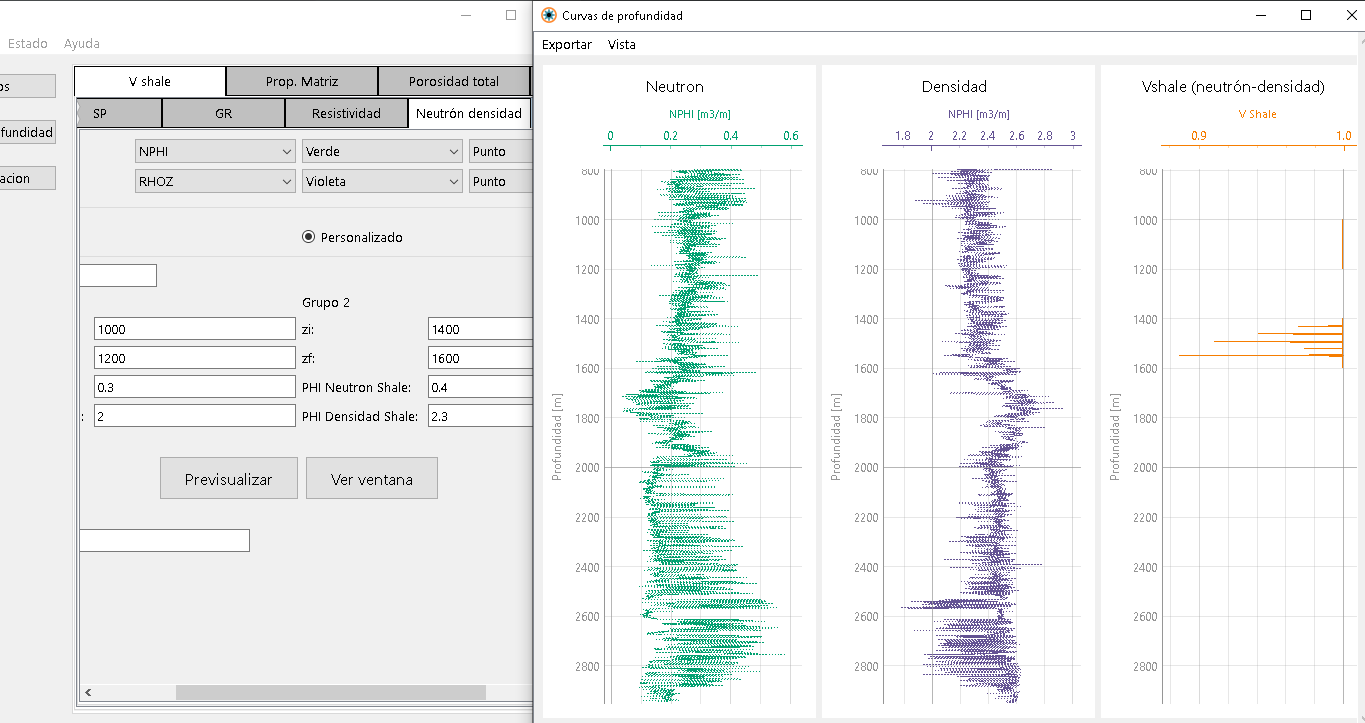 Estado Ayuda
os
fundidad
acion
V shale Prop. Matriz Porosidad total
SP GR Resistividad Neutrón densidad
NPHI Verde Punto
RHOZ Violeta Punto
Personalizado
Grupo 2
1000 zi: 1400
1200 zf: 1600
0.3 PHI Neutron Shale: 0.4
: 2 PHI Densidad Shale: 2.3
Previsualizar Ver ventana
Curvas de profundidad
Exportar Vista
Neutron
NPHI [m3/m]
0 0.2 0.4 0.6
800
1000
1200
1400
1600
1800
2000
2200
2400
2600
2800
Profundidad [m]
Densidad
NPHI [m3/m]
1.8 2 2.2 2.4 2.6 2.8 3
800
1000
1200
1400
1600
1800
2000
2200
2400
2600
2800
Profundidad [m]
Vshale (neutrón-densidad)
V Shale
0.9 1.0
800
1000
1200
1400
1600
1800
2000
2200
2400
2600
2800
Profundidad [m]